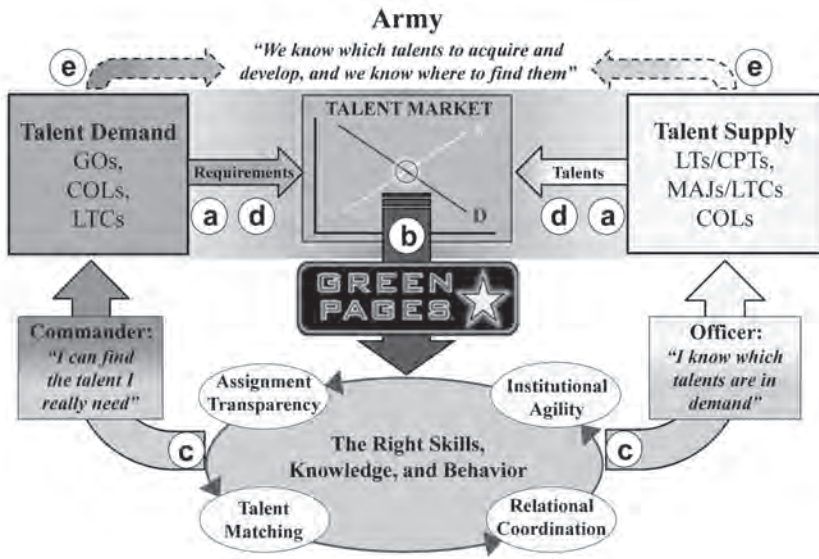 Army
"We know which talents to acquire and
develop, and we know where to find them"
e
e
Talent Demand
GOs,
COLs,
LTCs
Requirements
a d
TALENT MARKET
S
D
b
Talents
d a
Talent Supply
LTs/CPTs,
MAJs/LTCs
COLs
GREEN
PAGES
Commander:
"I can find
the talent I
really need"
Officer:
"I know which
talents are in
demand"
Assignment
Transparency
Institutional
Agility
c
c
The Right Skills,
Knowledge, and Behavior
Talent
Matching
Relational
Coordination